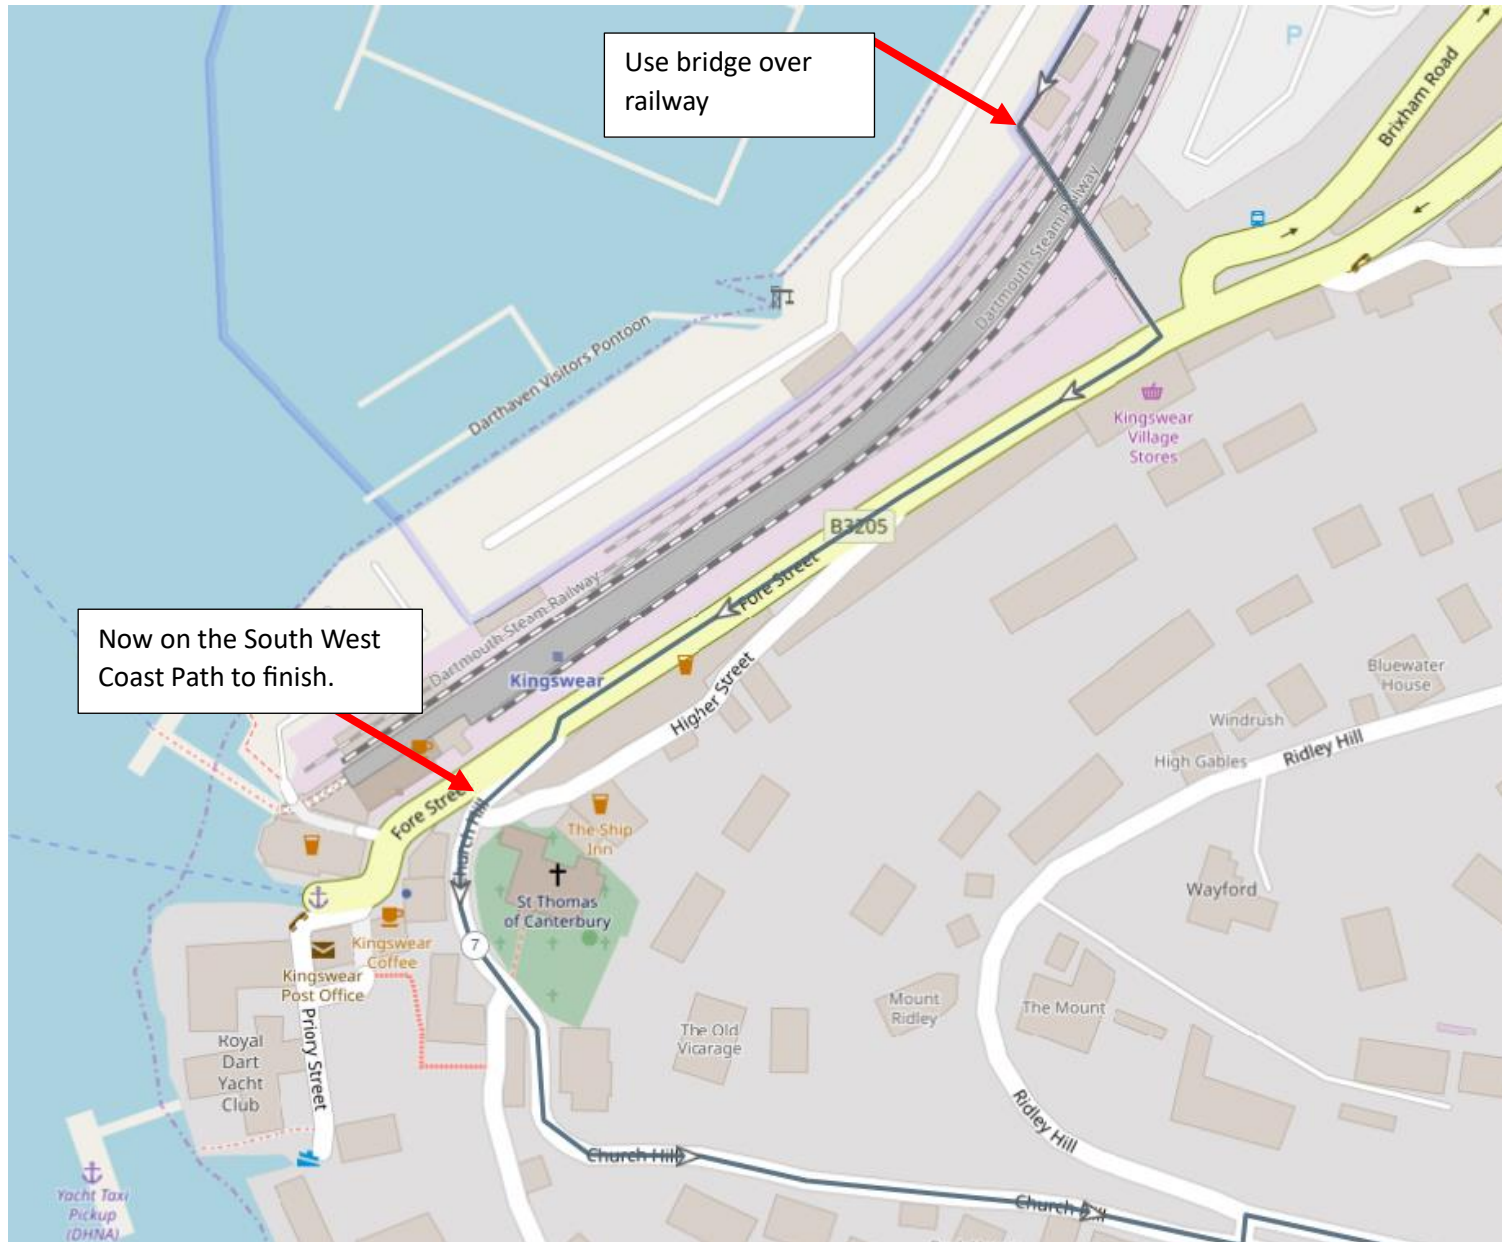 Use bridge over
railway
P
Brixham Road
Dartmouth Steam Railway
Darthaven Visitors Pontoon
Kingswear
Village
Stores
B3205
Fore Street
Dartmouth Steam Railway
Now on the South West
Coast Path to finish.
Kingswear
Higher Street
Bluewater
House
Windrush
High Gables
Ridley Hill
Fore Street
Church Hill
The Ship
Inn
St Thomas
of Canterbury
Wayford
7
Kingswear
Coffee
Kingswear
Post Office
Priory Street
Mount
Ridley
The Mount
The Old
Vicarage
Royal
Dart
Yacht
Club
Ridley Hill
Church Hill
Yacht Taxi
Pickup
(DHNA)
Church Hill